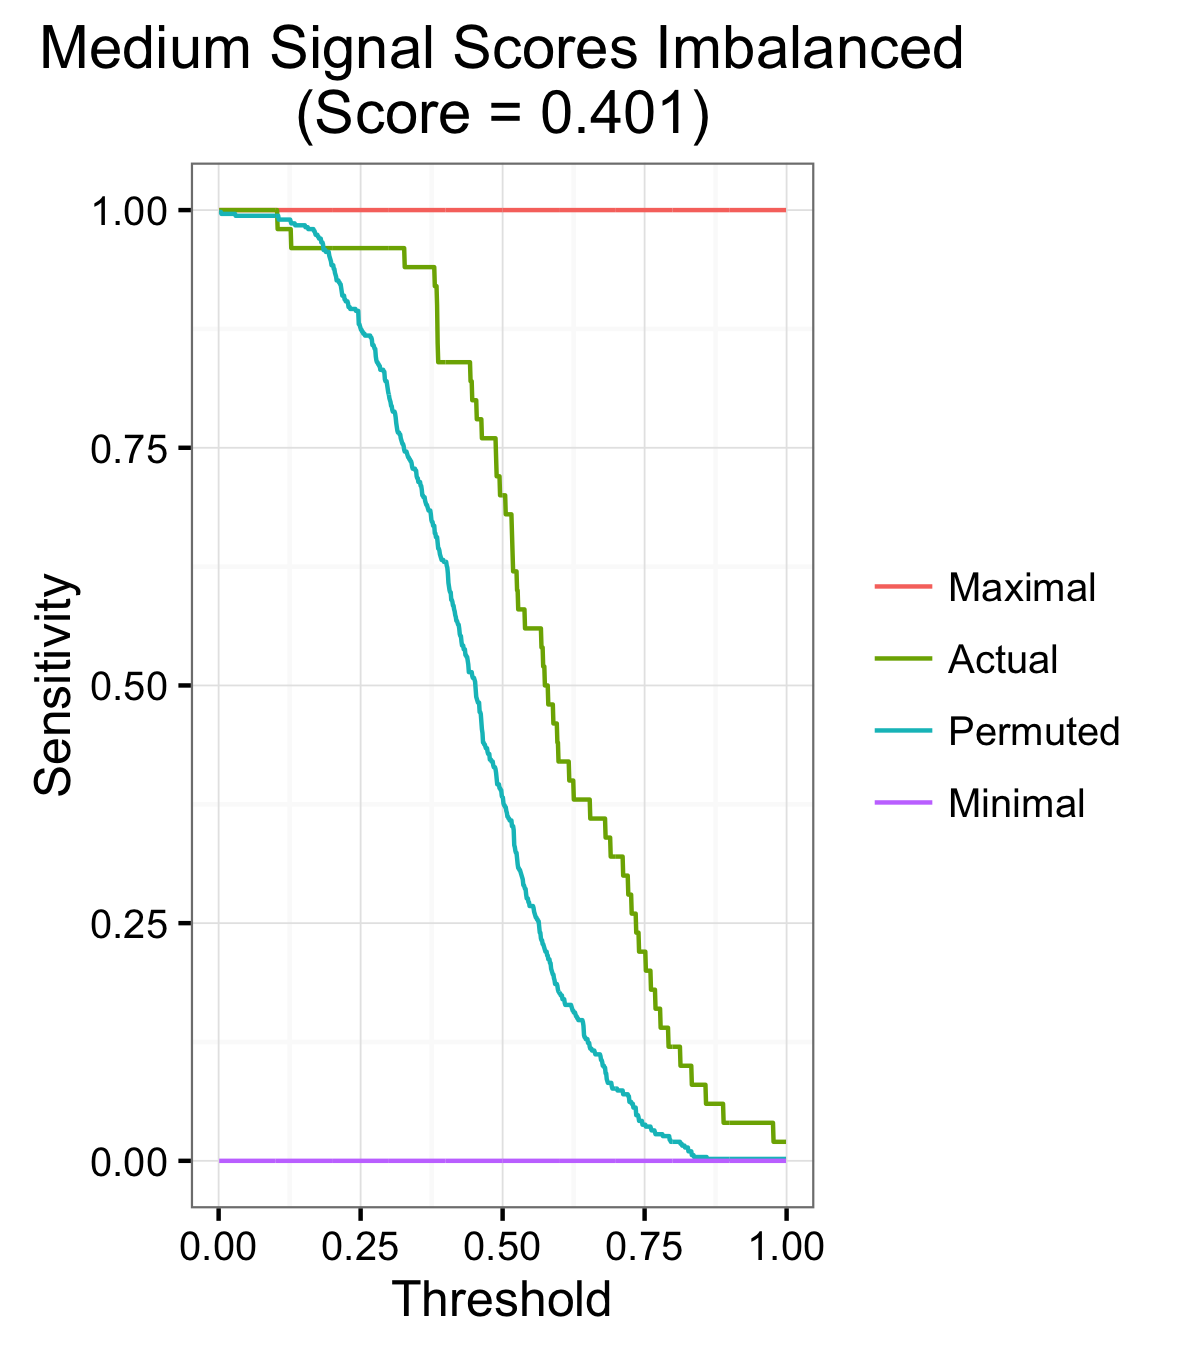 Medium Signal Scores Imbalanced
(Score = 0.401)
1.00
0.75
0.50
0.25
0.00
Sensitivity
0.00 0.25 0.50 0.75 1.00
Threshold
Maximal
Actual
Permuted
Minimal